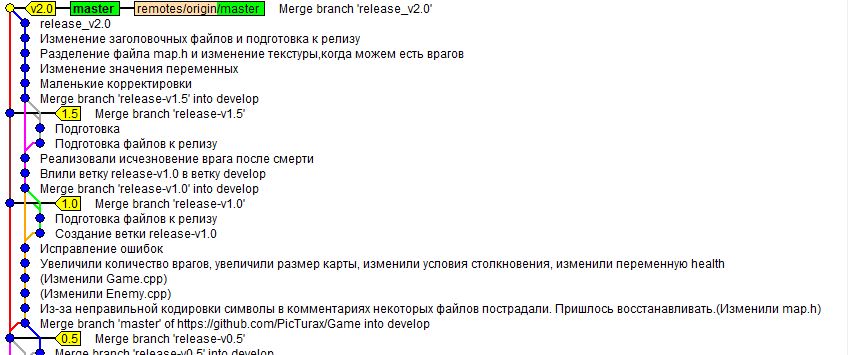 v2.0 master remotes/origin/master Merge branch 'release_v2.0'
release_v2.0
Изменение заголовочных файлов и подготовка к релизу
Разделение файла map.h и изменение текстуры,когда можем есть врагов
Изменение значения переменных
Маленькие корректировки
Merge branch 'release-v1.5' into develop
1.5 Merge branch 'release-v1.5'
Подготовка
Подготовка файлов к релизу
Реализовали исчезновение врага после смерти
Влили ветку release-v1.0 в ветку develop
Merge branch 'release-v1.0' into develop
1.0 Merge branch 'release-v1.0'
Подготовка файлов к релизу
Создание ветки release-v1.0
Исправление ошибок
Увеличили количество врагов, увеличили размер карты, изменили условия столкновения, изменили переменную health
(Изменили Game.cpp)
(Изменили Enemy.cpp)
Из-за неправильной кодировки символы в комментариях некоторых файлов пострадали. Пришлось восстанавливать.(Изменили map.h)
Merge branch 'master' of https://github.com/PicTurax/Game into develop
0.5 Merge branch 'release-v0.5'
Merge branch 'release-v0.5' into develop